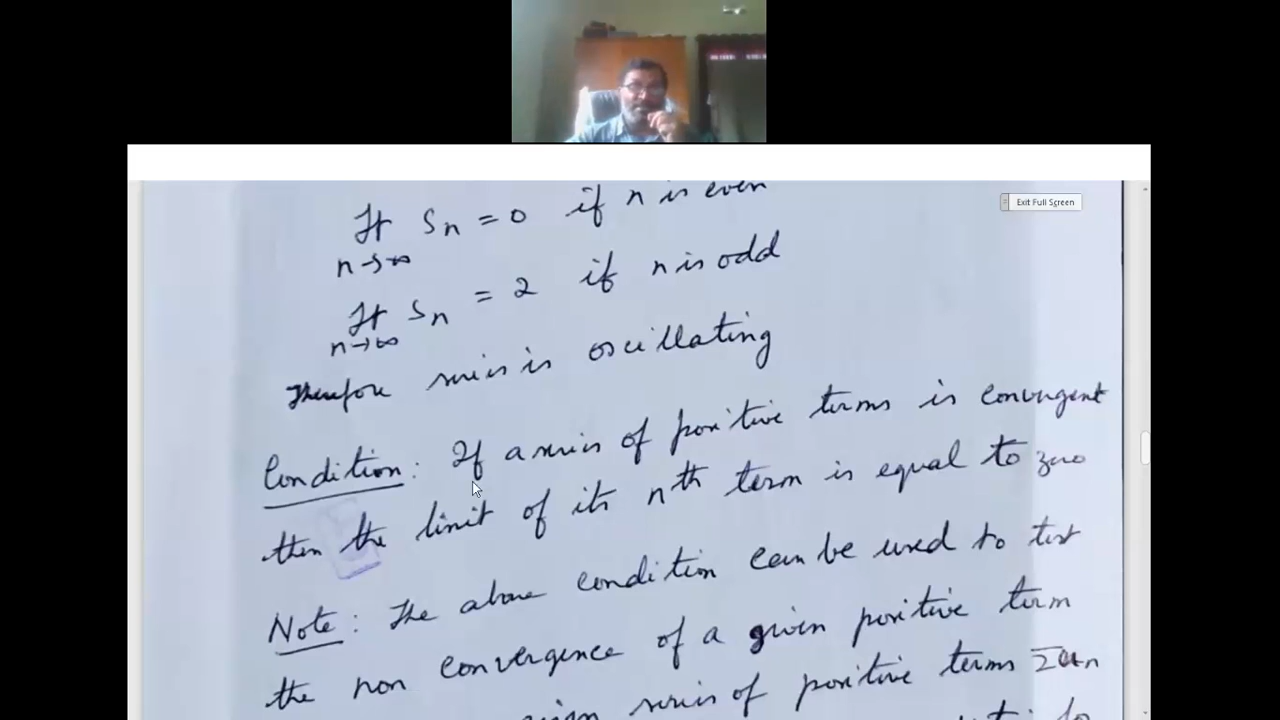 Exit Full Screen
lt Sn = 0 if n is even
n→∞
lt Sn = 2 if n is odd
n→∞
Therefore series is oscillating
Condition: If a series of positive terms is convergent
then the limit of its nth term is equal to zero
Note: The above condition can be used to test
the non convergence of a given positive term
series of positive terms Σun